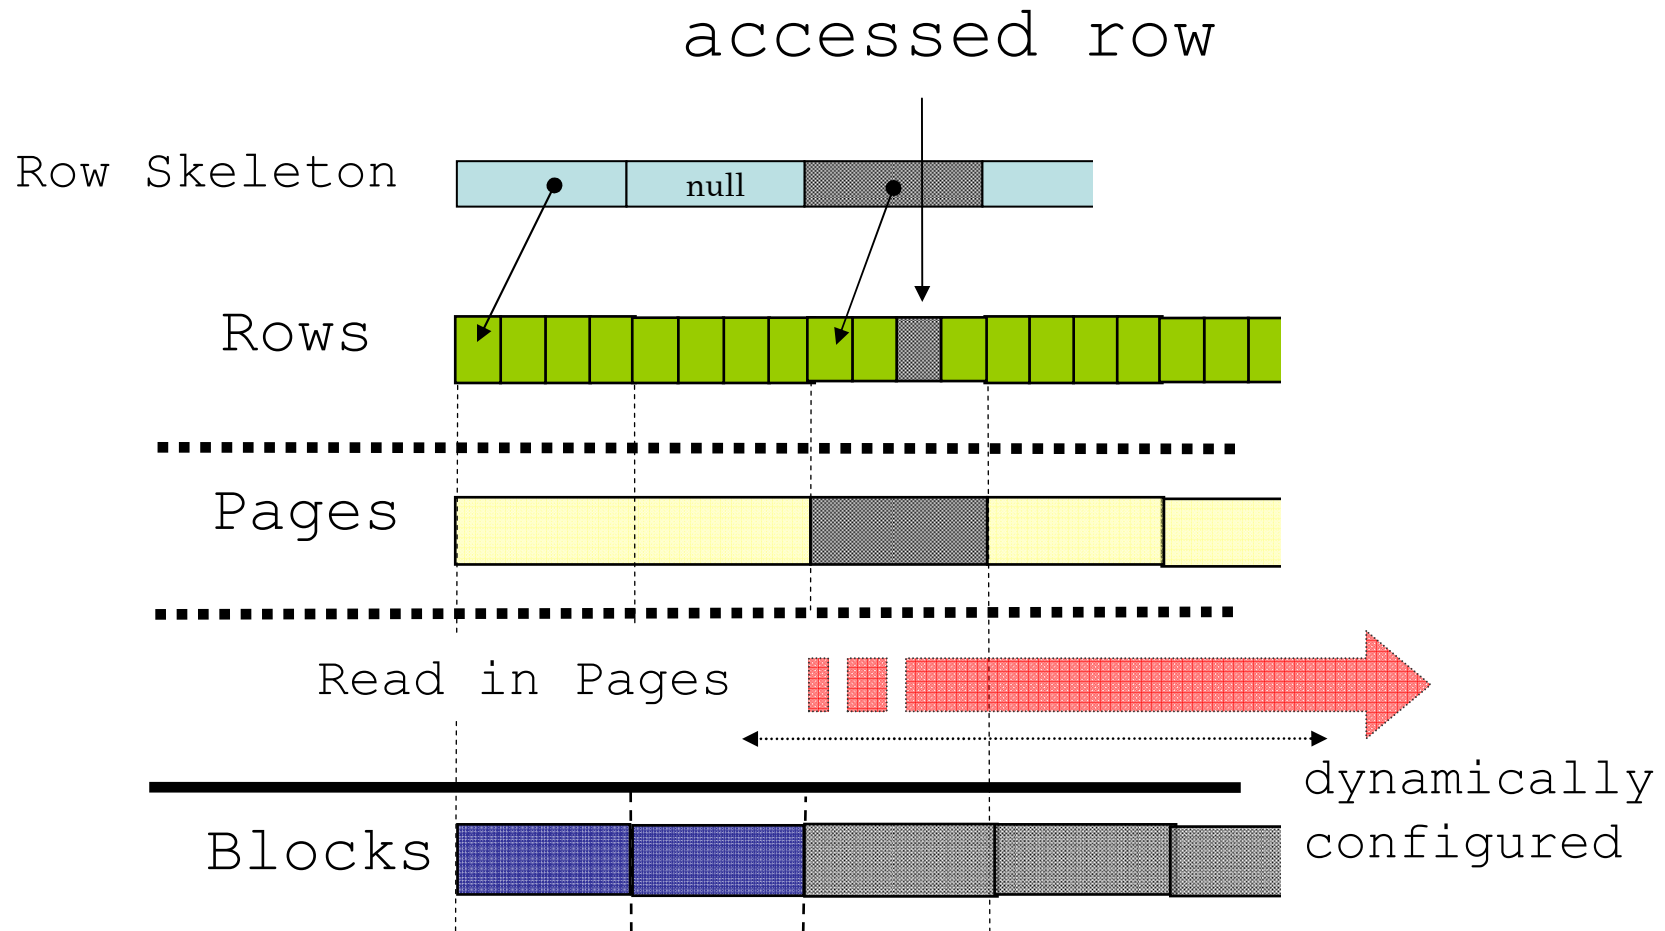 accessed row
Row Skeleton
null
Rows
Pages
Read in Pages
dynamically
configured
Blocks